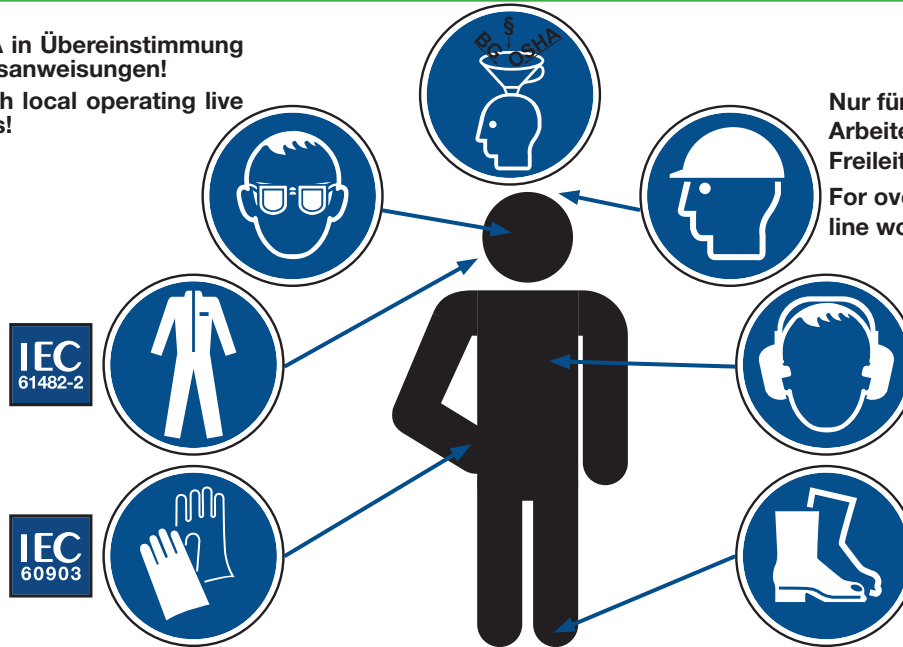 A in Übereinstimmung
sanweisungen!
h local operating live
s!
BG § OSHA
Nur für
Arbeite
Freileit
For ove
line wo
IEC
61482-2
IEC
60903